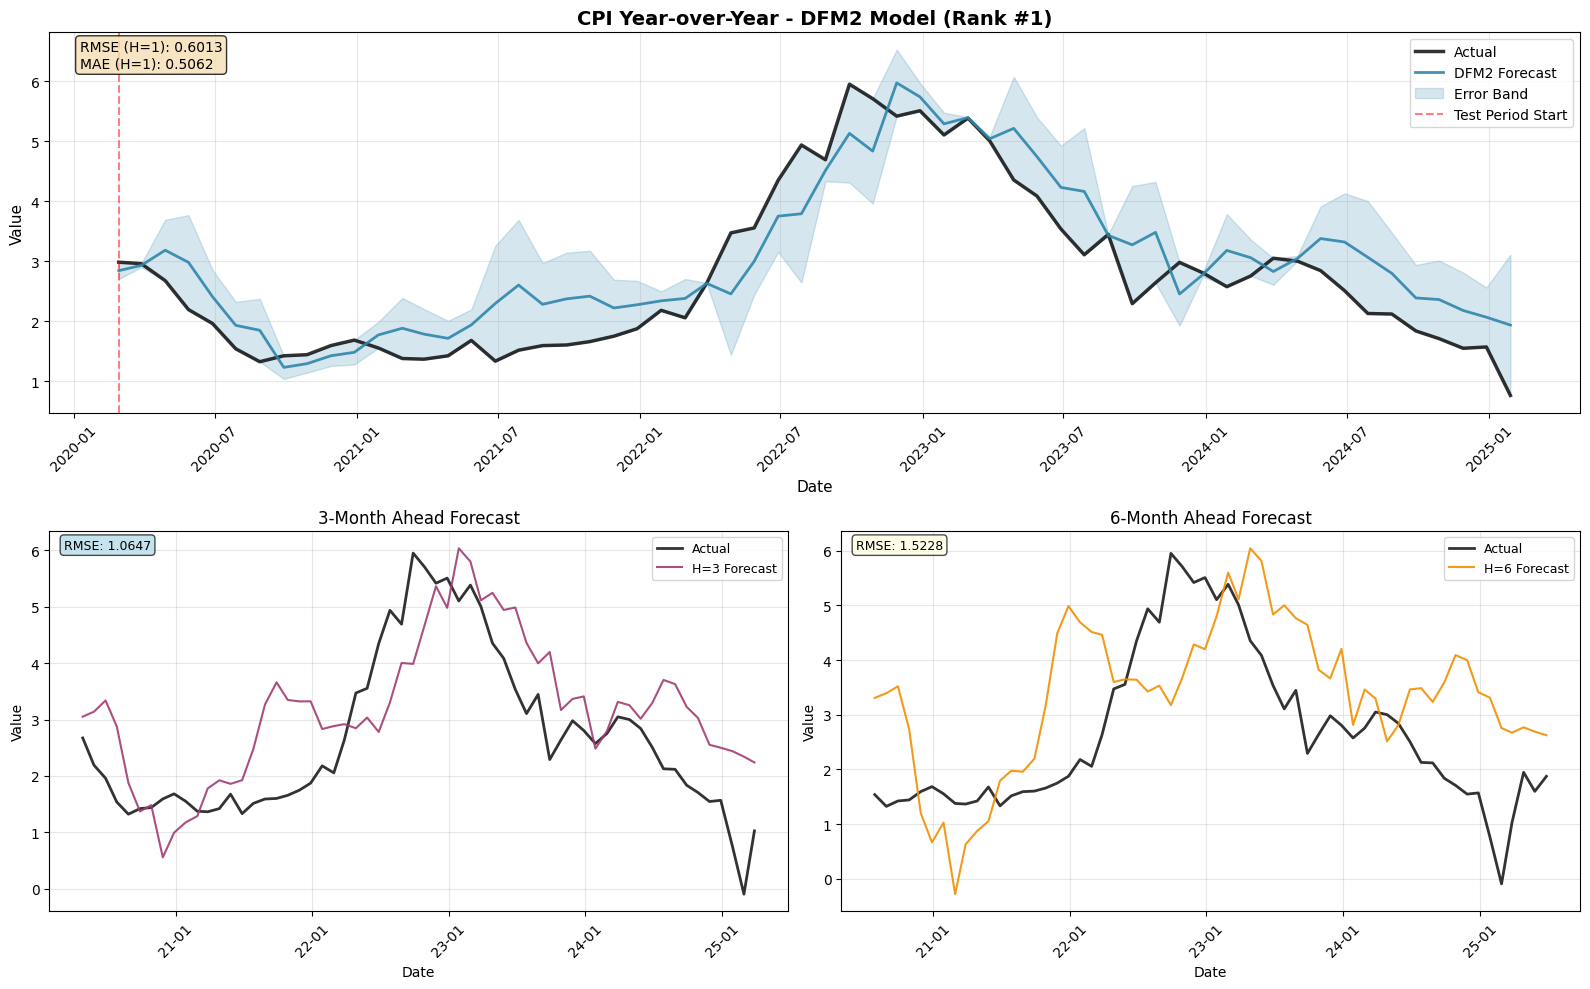 CPI Year-over-Year - DFM2 Model (Rank #1)
RMSE (H=1): 0.6013
MAE (H=1): 0.5062
Actual
DFM2 Forecast
Error Band
Test Period Start
Value
6
5
4
3
2
1
2020-01
2020-07
2021-01
2021-07
2022-01
2022-07
2023-01
2023-07
2024-01
2024-07
2025-01
Date
3-Month Ahead Forecast
RMSE: 1.0647
Actual
H=3 Forecast
Value
6
5
4
3
2
1
0
21-01
22-01
23-01
24-01
25-01
Date
6-Month Ahead Forecast
RMSE: 1.5228
Actual
H=6 Forecast
Value
6
5
4
3
2
1
0
21-01
22-01
23-01
24-01
25-01
Date